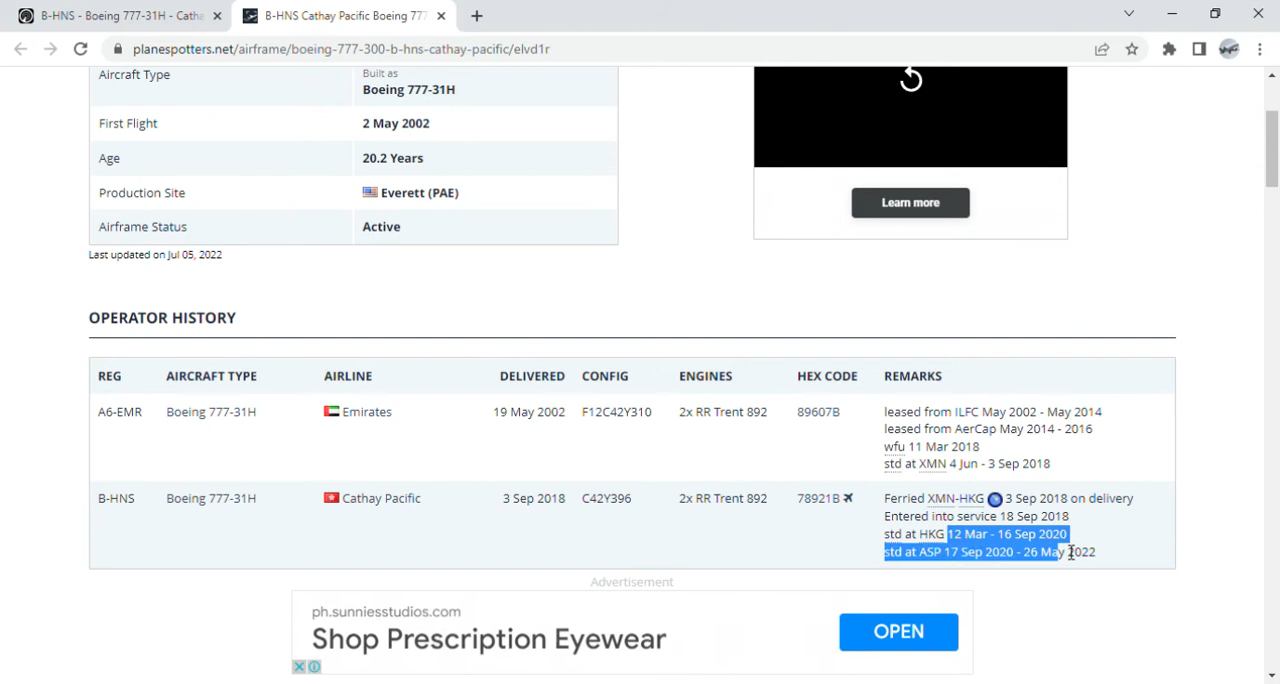 B-HNS - Boeing 777-31H - Catha
B-HNS Cathay Pacific Boeing 777
planespotters.net/airframe/boeing-777-300-b-hns-cathay-pacific/elvd1r
Aircraft Type
Built as
Boeing 777-31H
First Flight
2 May 2002
Age
20.2 Years
Production Site
Everett (PAE)
Airframe Status
Active
Last updated on Jul 05, 2022
Learn more
OPERATOR HISTORY
REG AIRCRAFT TYPE AIRLINE DELIVERED CONFIG ENGINES HEX CODE REMARKS
A6-EMR Boeing 777-31H Emirates 19 May 2002 F12C42Y310 2x RR Trent 892 89607B leased from ILFC May 2002 - May 2014
leased from AerCap May 2014 - 2016
wfu 11 Mar 2018
std at XMN 4 Jun - 3 Sep 2018
B-HNS Boeing 777-31H Cathay Pacific 3 Sep 2018 C42Y396 2x RR Trent 892 78921B Ferried XMN-HKG 3 Sep 2018 on delivery
Entered into service 18 Sep 2018
std at HKG 12 Mar - 16 Sep 2020
std at ASP 17 Sep 2020 - 26 May 2022
Advertisement
ph.sunniesstudios.com
Shop Prescription Eyewear
OPEN